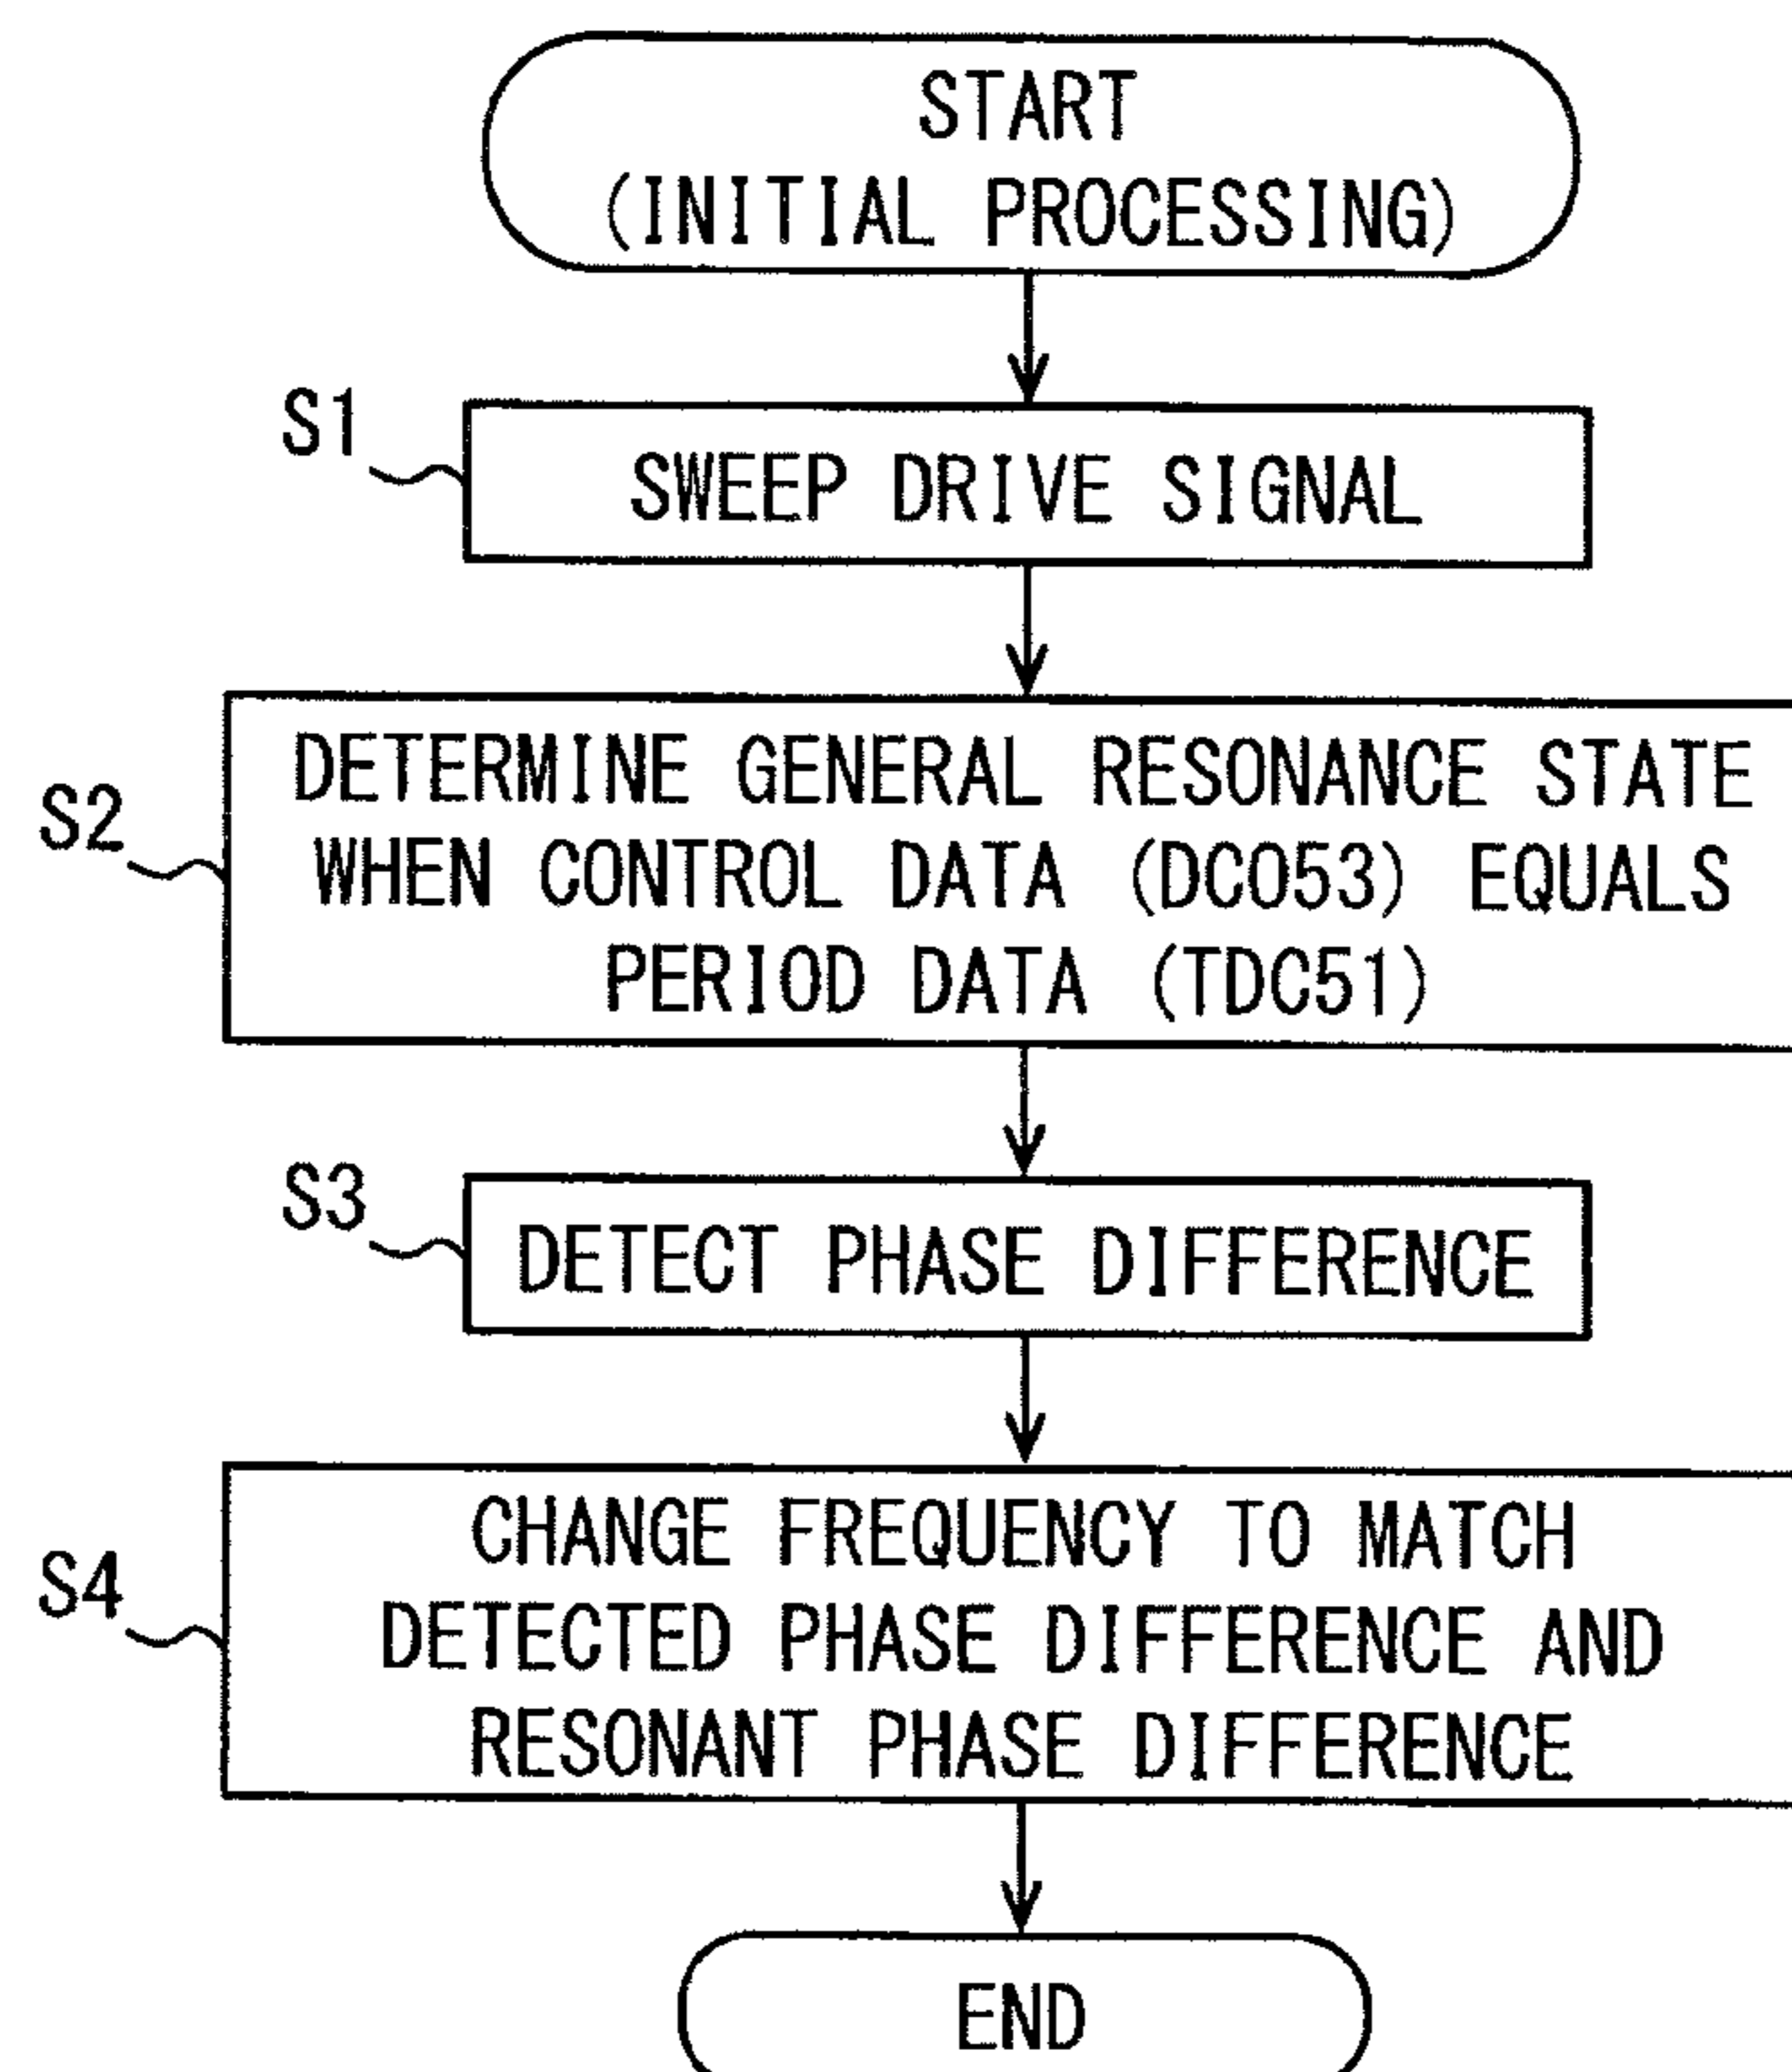 START
(INITIAL PROCESSING)
S1
SWEEP DRIVE SIGNAL
S2
DETERMINE GENERAL RESONANCE STATE
WHEN CONTROL DATA (DCO53) EQUALS
PERIOD DATA (TDC51)
S3
DETECT PHASE DIFFERENCE
S4
CHANGE FREQUENCY TO MATCH
DETECTED PHASE DIFFERENCE AND
RESONANT PHASE DIFFERENCE
END